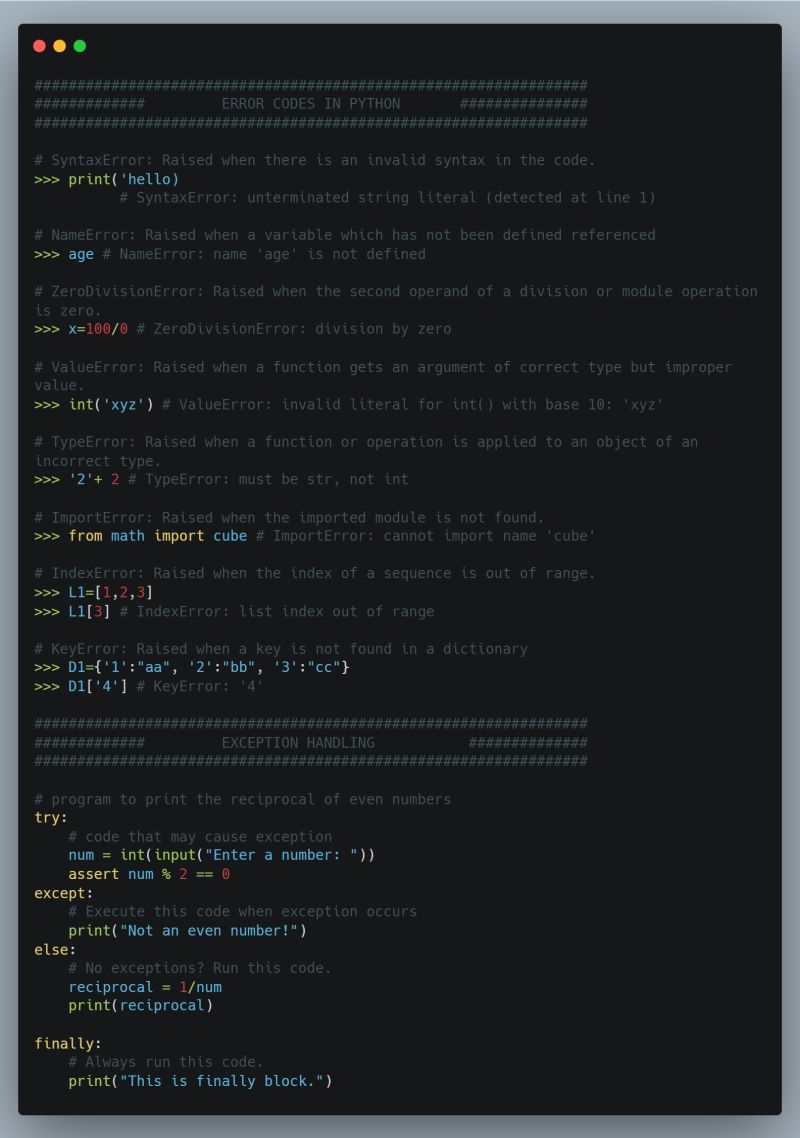 #################################################################
#############         ERROR CODES IN PYTHON       ###############
#################################################################
# SyntaxError: Raised when there is an invalid syntax in the code.
>>> print('hello)
          # SyntaxError: unterminated string literal (detected at line 1)
# NameError: Raised when a variable which has not been defined referenced
>>> age # NameError: name 'age' is not defined
# ZeroDivisionError: Raised when the second operand of a division or module operation
is zero.
>>> x=100/0 # ZeroDivisionError: division by zero
# ValueError: Raised when a function gets an argument of correct type but improper
value.
>>> int('xyz') # ValueError: invalid literal for int() with base 10: 'xyz'
# TypeError: Raised when a function or operation is applied to an object of an
incorrect type.
>>> '2'+ 2 # TypeError: must be str, not int
# ImportError: Raised when the imported module is not found.
>>> from math import cube # ImportError: cannot import name 'cube'
# IndexError: Raised when the index of a sequence is out of range.
>>> L1=[1,2,3]
>>> L1[3] # IndexError: list index out of range
# KeyError: Raised when a key is not found in a dictionary
>>> D1={'1':"aa", '2':"bb", '3':"cc"}
>>> D1['4'] # KeyError: '4'
#################################################################
#############         EXCEPTION HANDLING           ##############
#################################################################
# program to print the reciprocal of even numbers
try:
    # code that may cause exception
    num = int(input("Enter a number: "))
    assert num % 2 == 0
except:
    # Execute this code when exception occurs
    print("Not an even number!")
else:
    # No exceptions? Run this code.
    reciprocal = 1/num
    print(reciprocal)
finally:
    # Always run this code.
    print("This is finally block.")